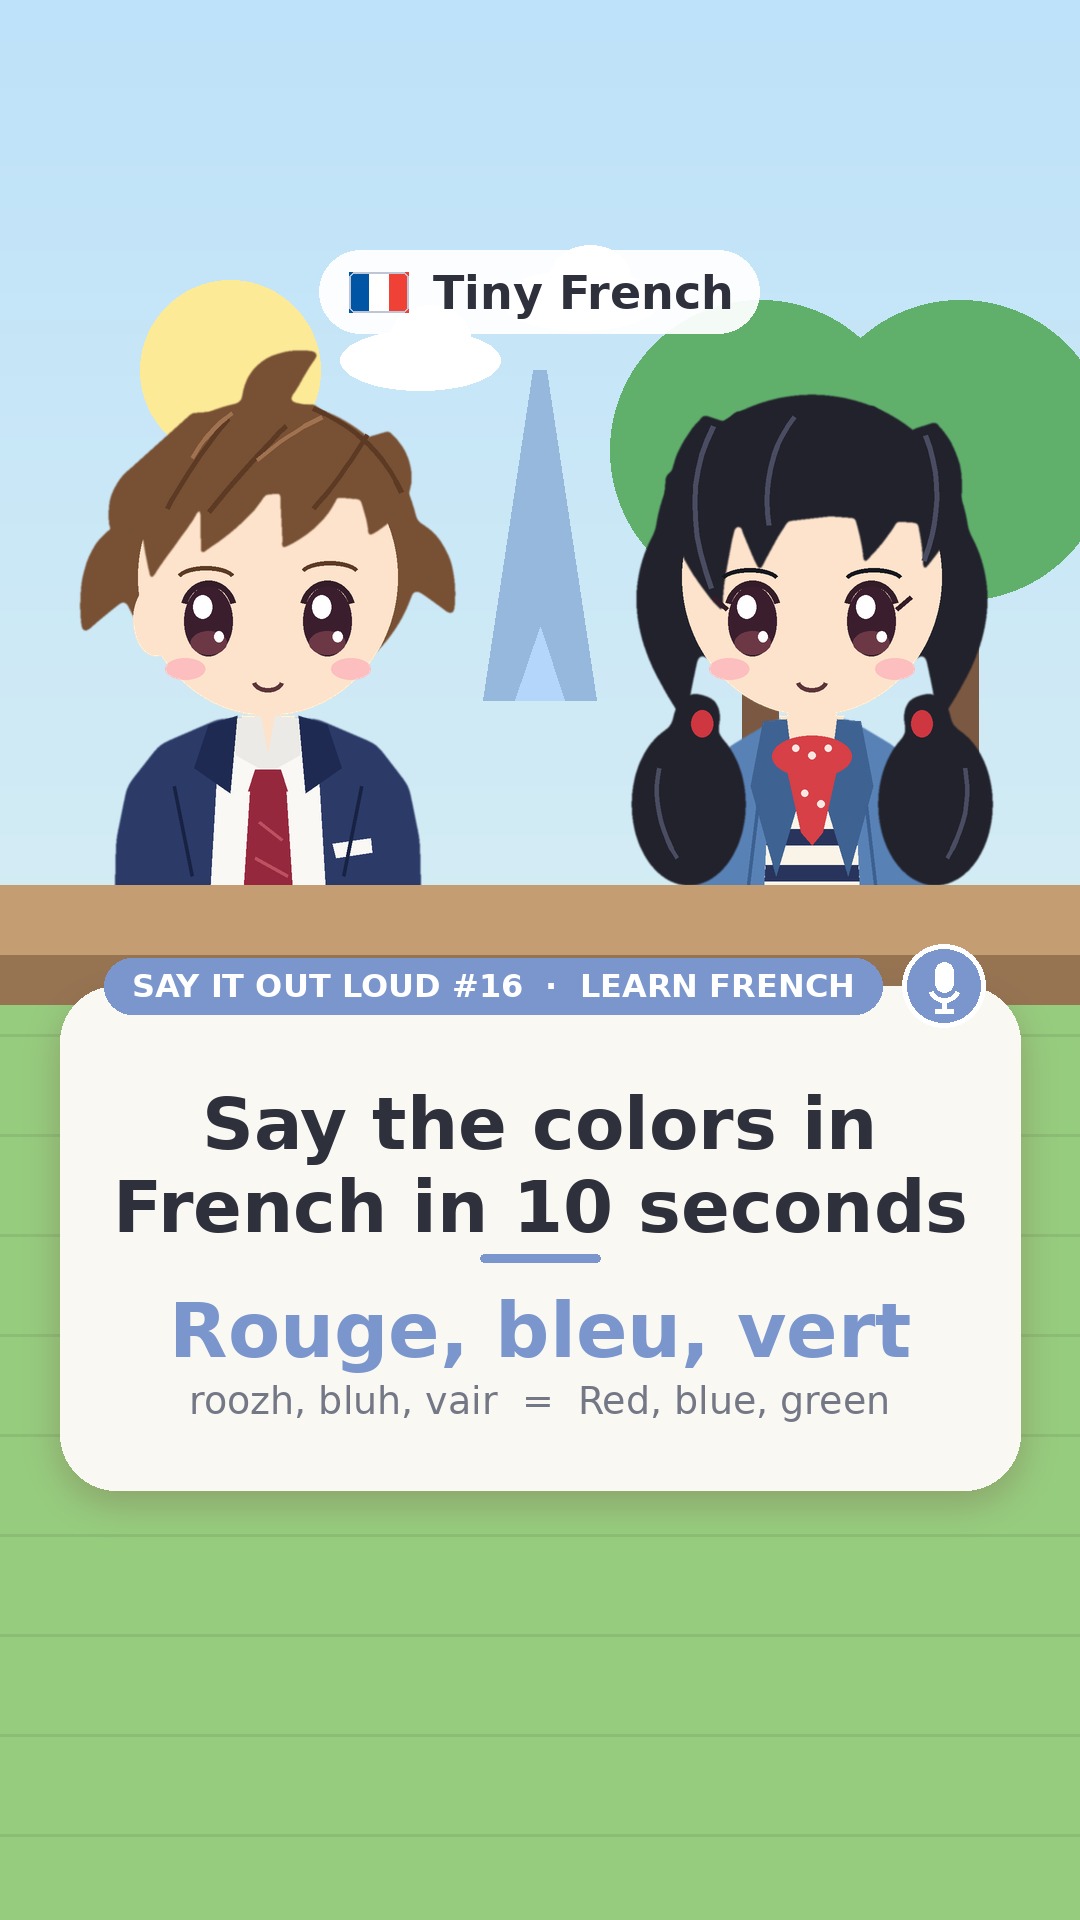 Tiny French
SAY IT OUT LOUD #16 · LEARN FRENCH
Say the colors in
French in 10 seconds
Rouge, bleu, vert
roozh, bluh, vair = Red, blue, green